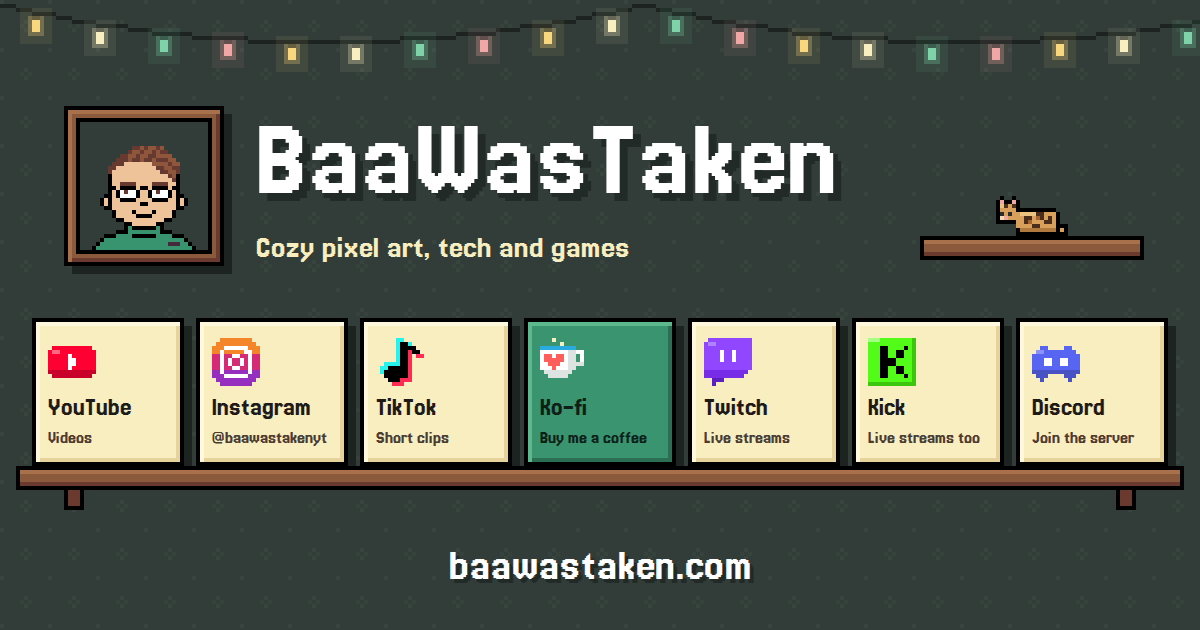 BaaWasTaken
Cozy pixel art, tech and games
YouTube
Videos
Instagram
@baawastakenyt
TikTok
Short clips
Ko-fi
Buy me a coffee
Twitch
Live streams
Kick
Live streams too
Discord
Join the server
baawastaken.com